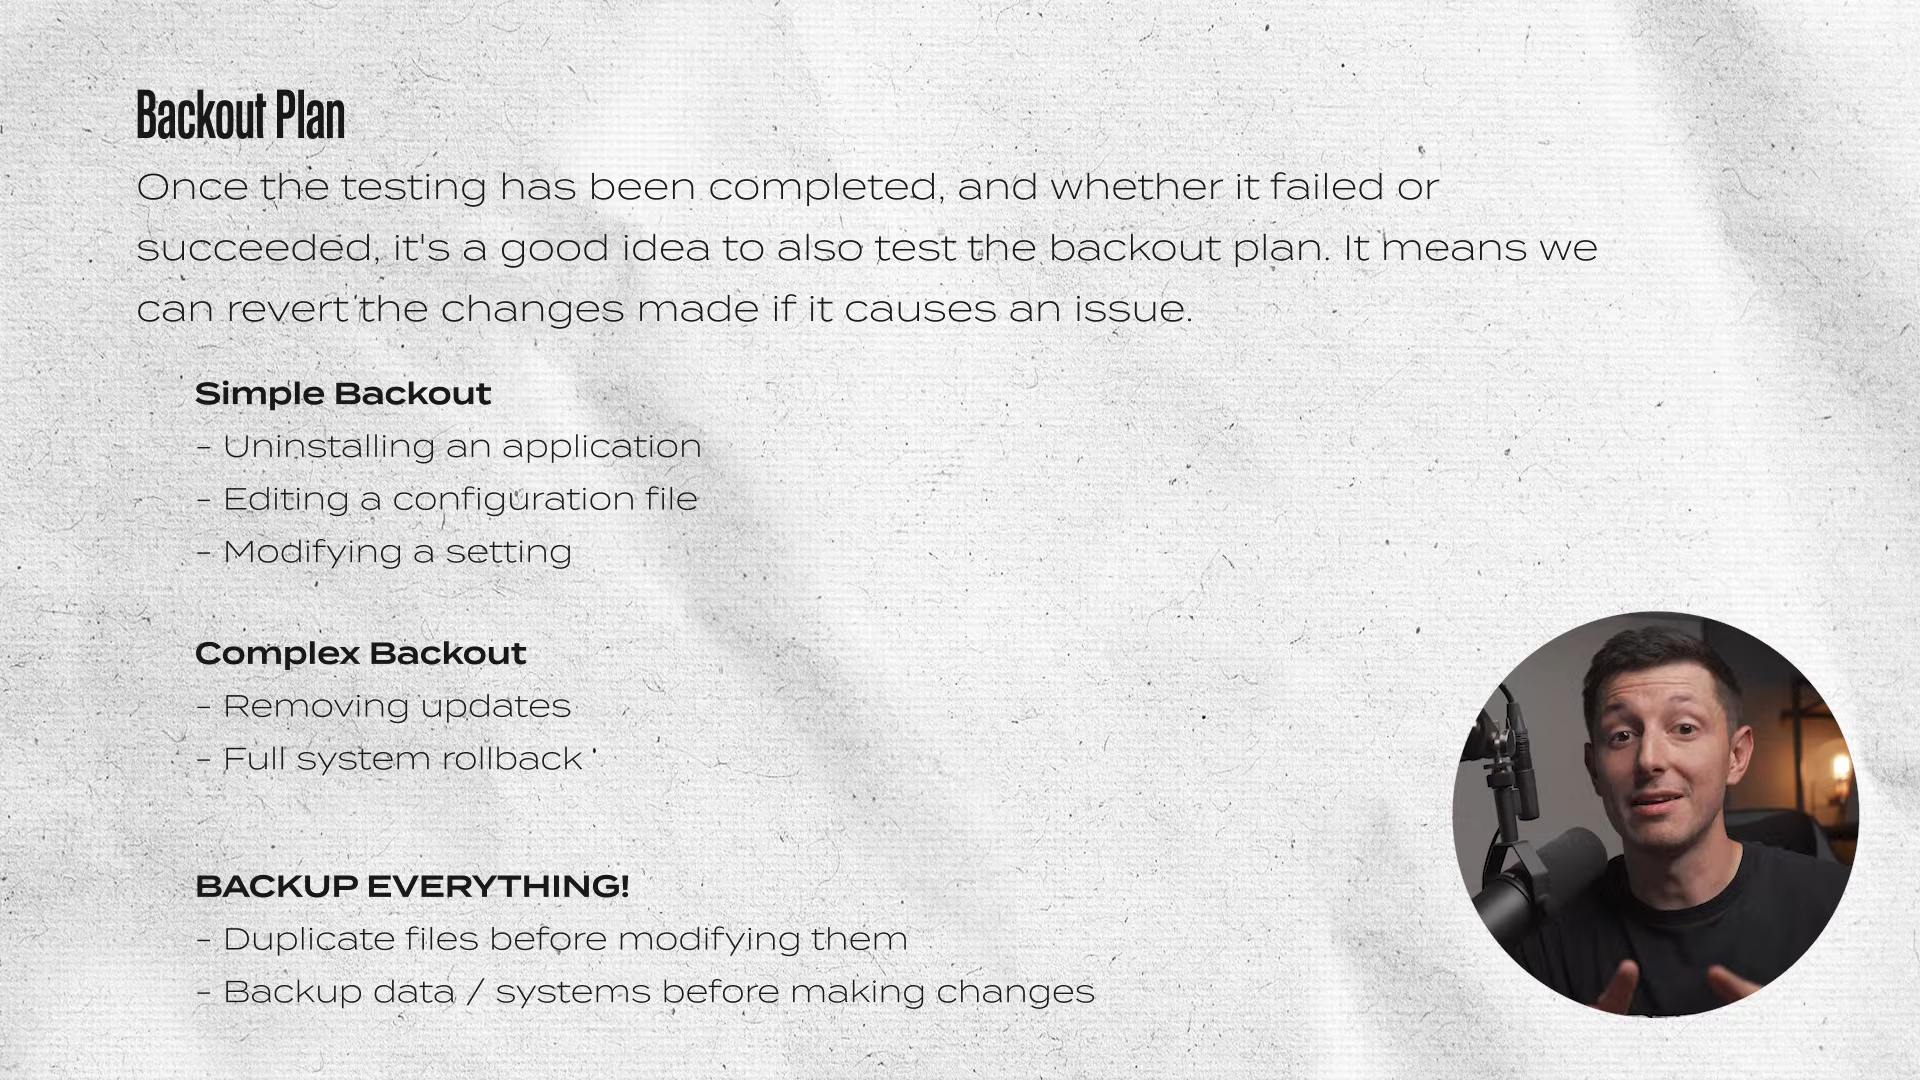 Backout Plan
Once the testing has been completed, and whether it failed or
succeeded, it's a good idea to also test the backout plan. It means we
can revert the changes made if it causes an issue.
Simple Backout
- Uninstalling an application
- Editing a configuration file
- Modifying a setting
Complex Backout
- Removing updates
- Full system rollback
BACKUP EVERYTHING!
- Duplicate files before modifying them
- Backup data / systems before making changes